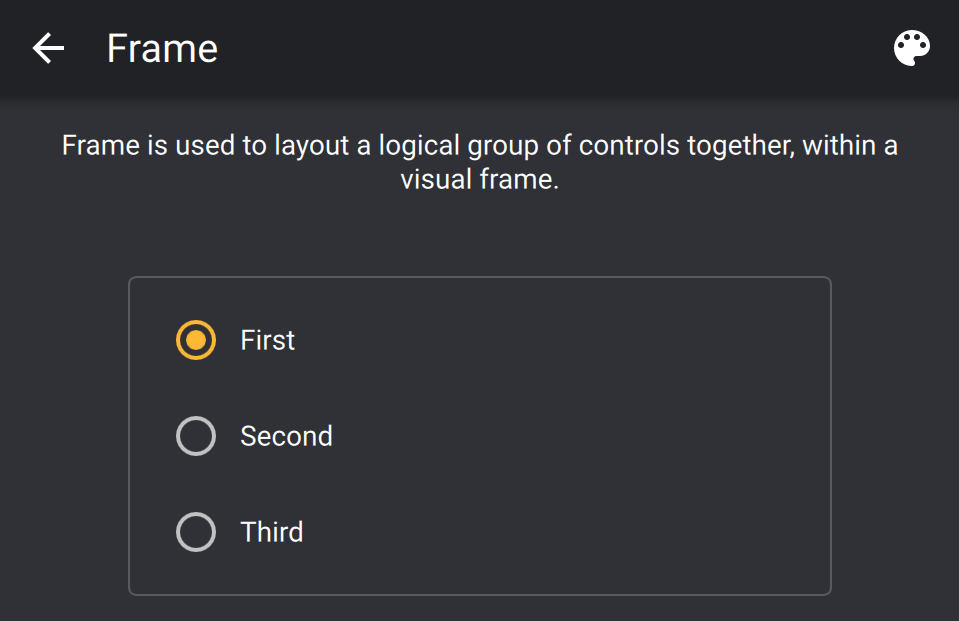 Frame
Frame is used to layout a logical group of controls together, within a
visual frame.
First
Second
Third